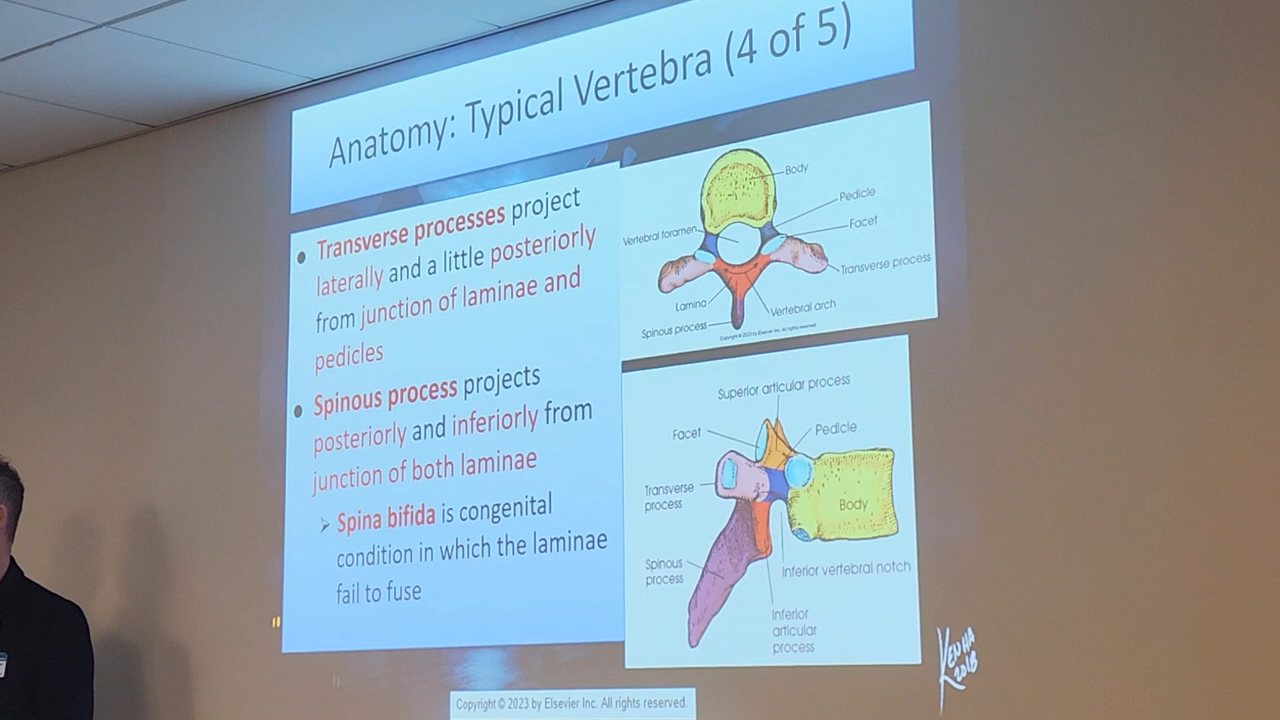 Anatomy: Typical Vertebra (4 of 5)
• Transverse processes project
laterally and a little posteriorly
from junction of laminae and
pedicles
• Spinous process projects
posteriorly and inferiorly from
junction of both laminae
➢ Spina bifida is congenital
condition in which the laminae
fail to fuse
Body
Pedicle
Facet
Vertebral foramen
Transverse process
Lamina
Vertebral arch
Spinous process
Copyright © 2023 by Elsevier Inc. All rights reserved.
Superior articular process
Facet
Pedicle
Transverse
process
Body
Spinous
process
Inferior vertebral notch
Inferior
articular
process
KENHA
2018
Copyright © 2023 by Elsevier Inc. All rights reserved.